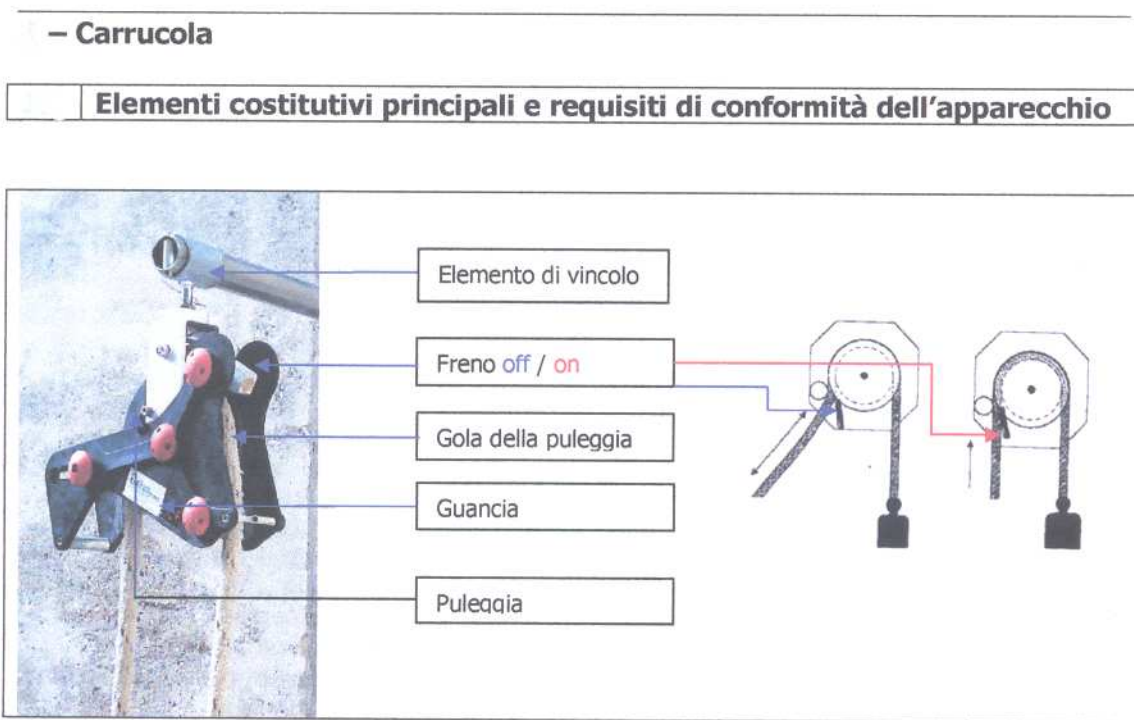 – Carrucola
Elementi costitutivi principali e requisiti di conformità dell'apparecchio
Elemento di vincolo
Freno off / on
Gola della puleggia
Guancia
Puleggia